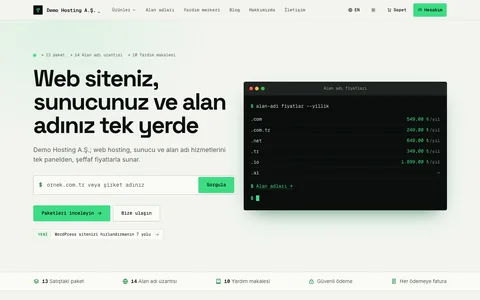 Demo Hosting A.Ş.
Ürünler
Alan adları
Yardım merkezi
Blog
Hakkımızda
İletişim
EN
Sepet
Hesabım
13 paket
14 Alan adı uzantısı
10 Yardım makalesi
Web siteniz,
sunucunuz ve alan
adınız tek yerde
Demo Hosting A.Ş.; web hosting, sunucu ve alan adı hizmetlerini
tek panelden, şeffaf fiyatlarla sunar.
$ ornek.com.tr veya şirket adınız
Sorgula
Paketleri inceleyin →
Bize ulaşın
YENİ
WordPress sitenizi hızlandırmanın 7 yolu →
Alan adı fiyatları
$ alan-adi fiyatlar --yillik
.com 549,00 ₺/yıl
.com.tr 249,00 ₺/yıl
.net 649,00 ₺/yıl
.tr 349,00 ₺/yıl
.io 1.899,00 ₺/yıl
.ai
$ Alan adları →
$
13 Satıştaki paket
14 Alan adı uzantısı
10 Yardım makalesi
Güvenli ödeme
Her ödemeye fatura